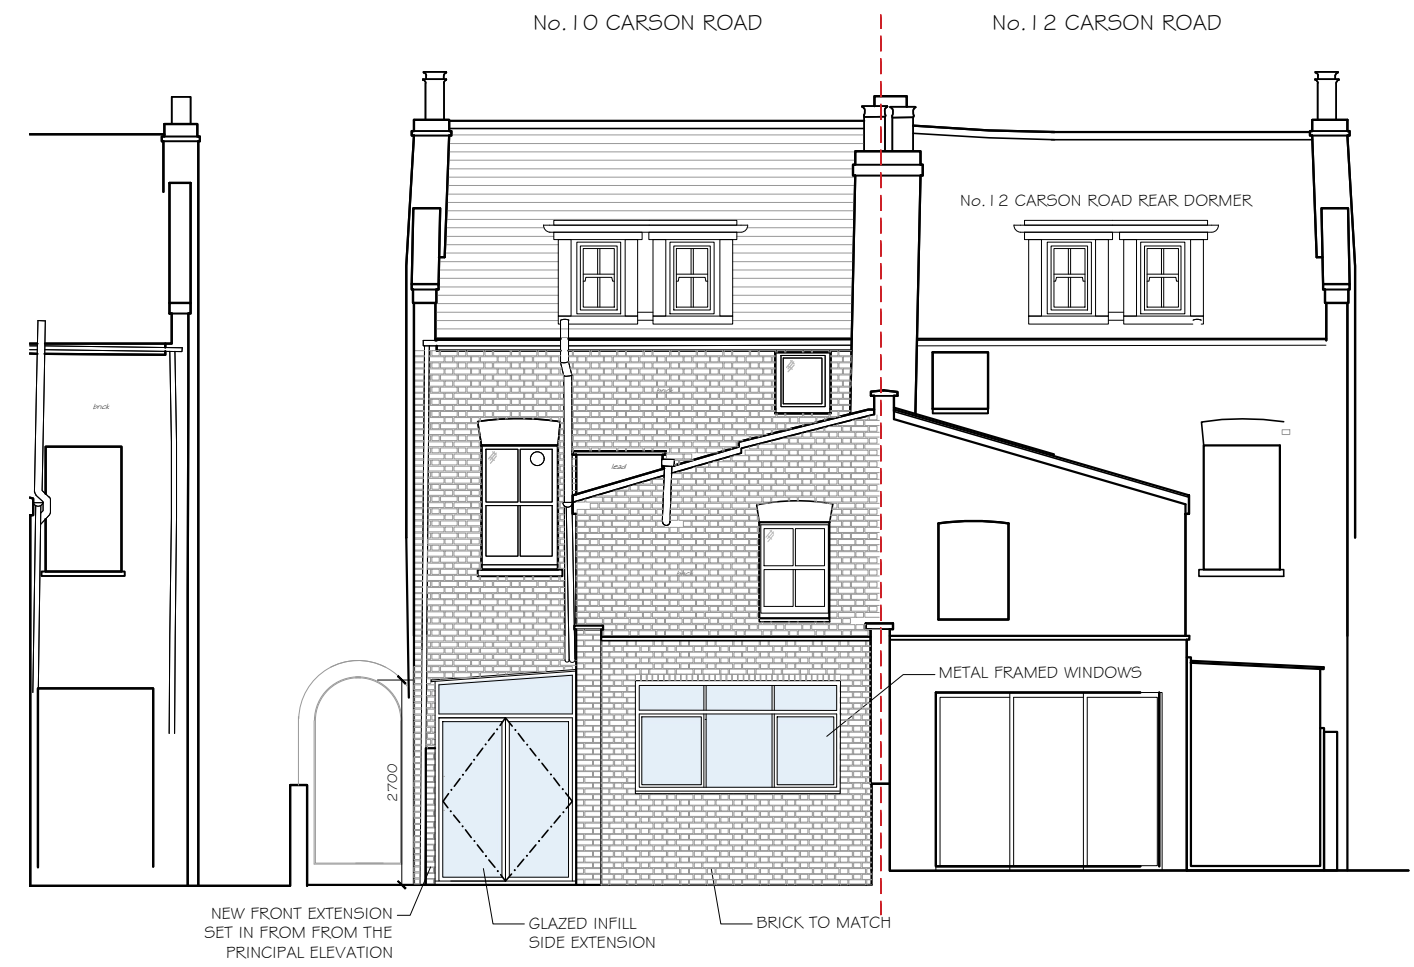 No.10 CARSON ROAD
No.12 CARSON ROAD
No.12 CARSON ROAD REAR DORMER
brick
brick
lead
brick
METAL FRAMED WINDOWS
2700
NEW FRONT EXTENSION
SET IN FROM FROM THE
PRINCIPAL ELEVATION
GLAZED INFILL
SIDE EXTENSION
BRICK TO MATCH